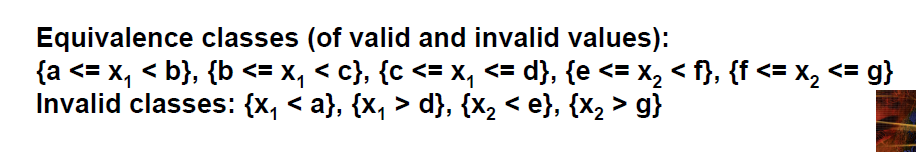 Equivalence classes (of valid and invalid values):
{a <= x₁ < b}, {b <= x₁ < c}, {c <= x₁ <= d}, {e <= x₂ < f}, {f <= x₂ <= g}
Invalid classes: {x₁ < a}, {x₁ > d}, {x₂ < e}, {x₂ > g}